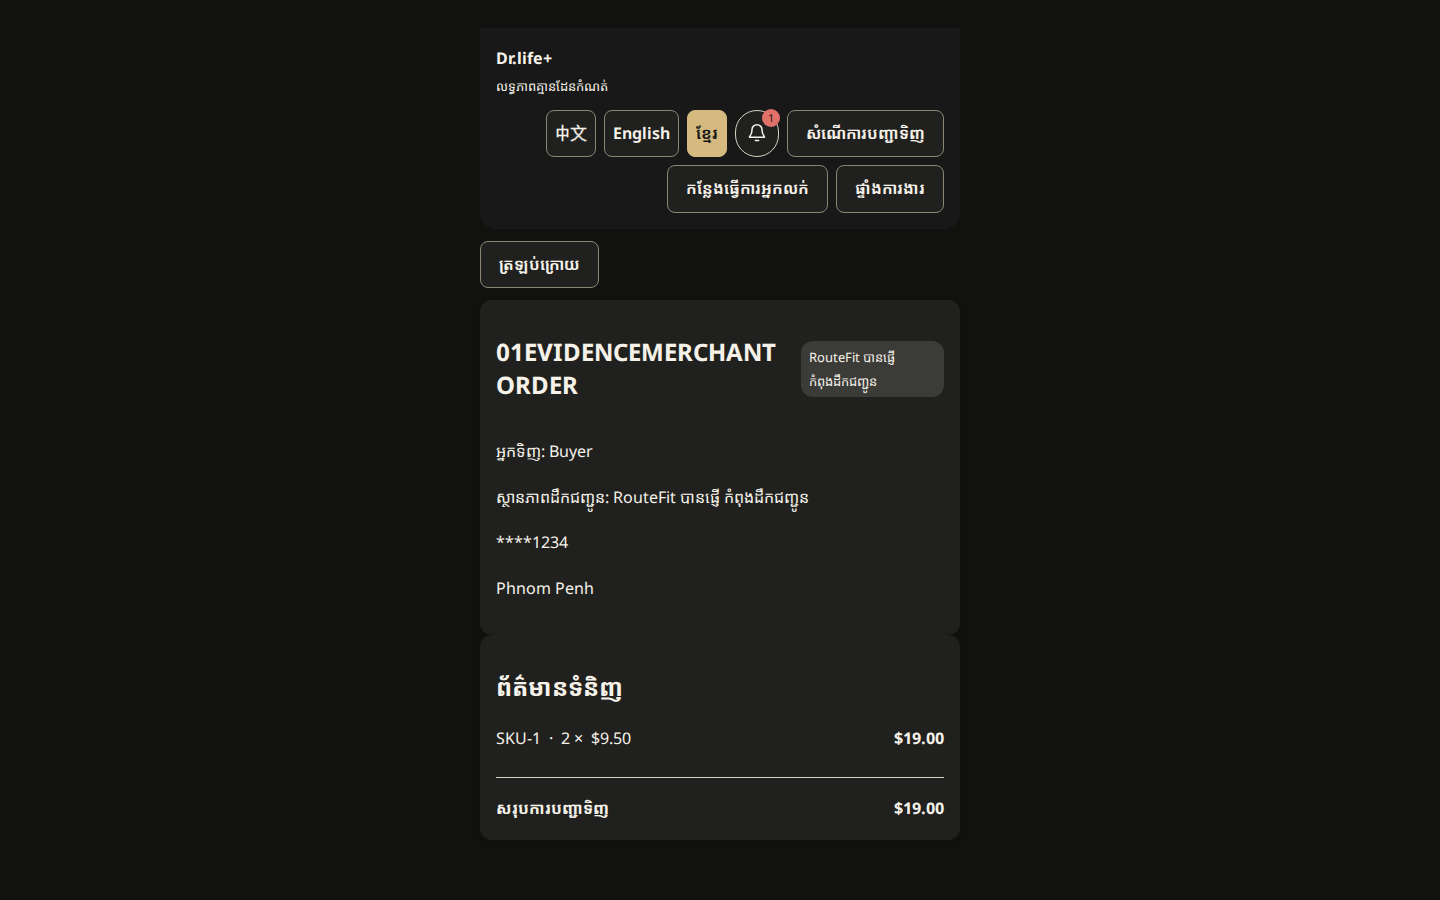 Dr.life+
លទ្ធភាពគ្មានដែនកំណត់
中文
English
ខ្មែរ
1
សំណើការបញ្ជាទិញ
កន្លែងធ្វើការអ្នកលក់
ផ្ទាំងការងារ
ត្រឡប់ក្រោយ
01EVIDENCEMERCHANT
ORDER
RouteFit បានផ្ញើ
កំពុងដឹកជញ្ជូន
អ្នកទិញ: Buyer
ស្ថានភាពដឹកជញ្ជូន: RouteFit បានផ្ញើ កំពុងដឹកជញ្ជូន
****1234
Phnom Penh
ព័ត៌មានទំនិញ
SKU-1 · 2 × $9.50 $19.00
សរុបការបញ្ជាទិញ $19.00